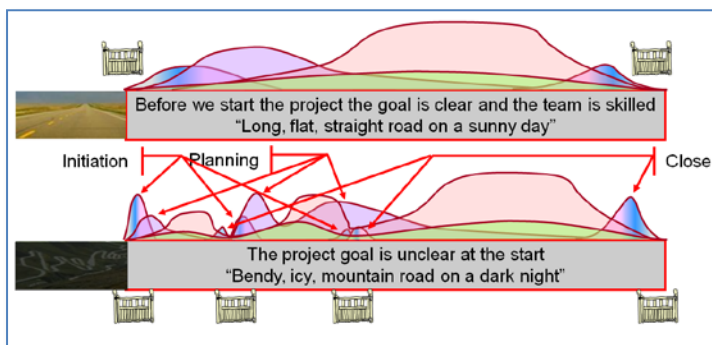 Before we start the project the goal is clear and the team is skilled
“Long, flat, straight road on a sunny day”
Initiation
Planning
Close
The project goal is unclear at the start
“Bendy, icy, mountain road on a dark night”